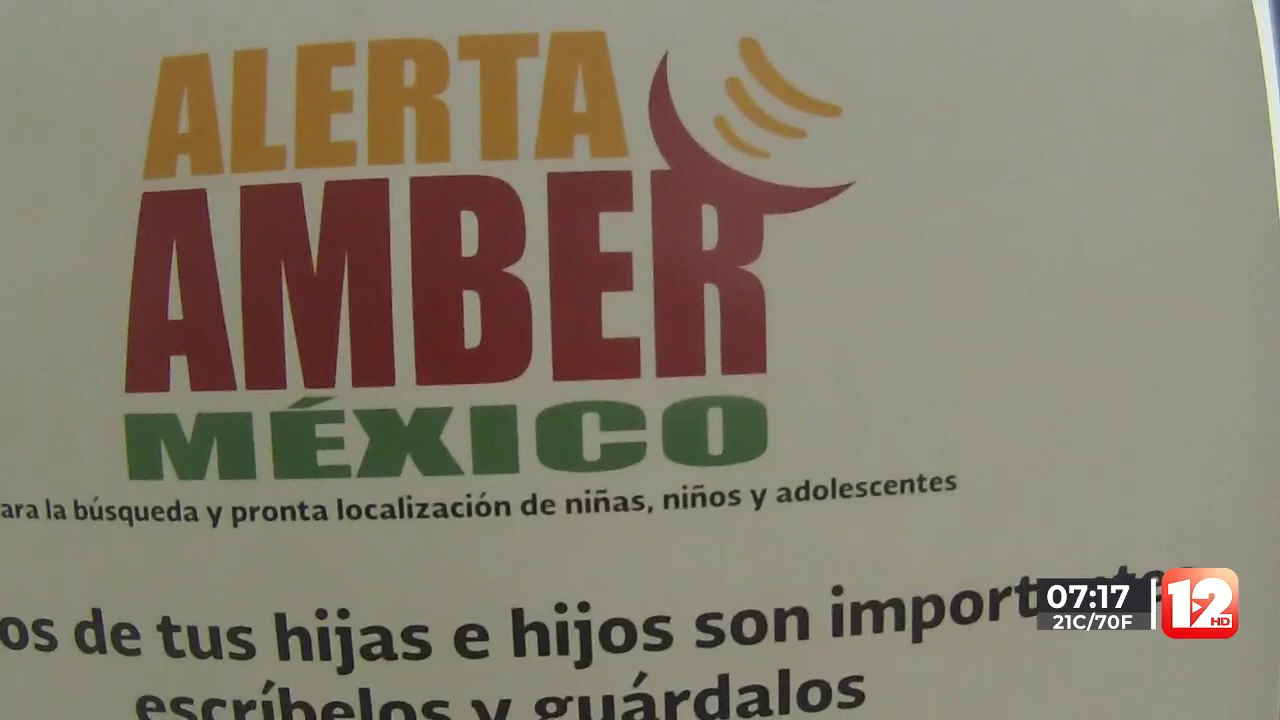 ALERTA
AMBER
MÉXICO
ara la búsqueda y pronta localización de niñas, niños y adolescentes
os de tus hijas e hijos son
escríbelos y guárdalos
07:17
21C/70F
12
HD